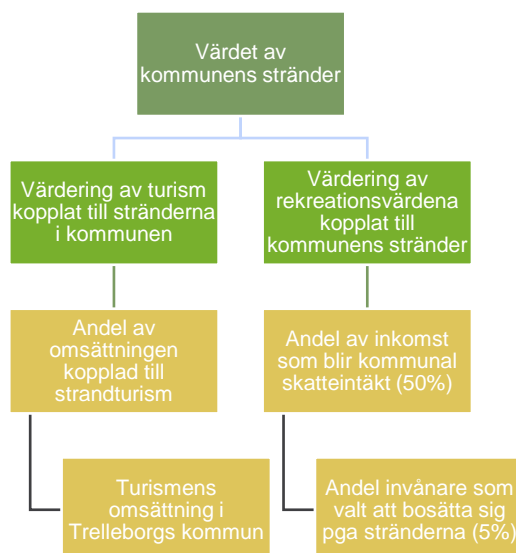 Värdet av
kommunens stränder
Värdering av turism
kopplat till stränderna
i kommunen
Värdering av
rekreationsvärdena
kopplat till
kommunens stränder
Andel av
omsättningen
kopplad till
strandturism
Andel av inkomst
som blir kommunal
skatteintäkt (50%)
Turismens
omsättning i
Trelleborgs kommun
Andel invånare som
valt att bosätta sig
pga stränderna (5%)